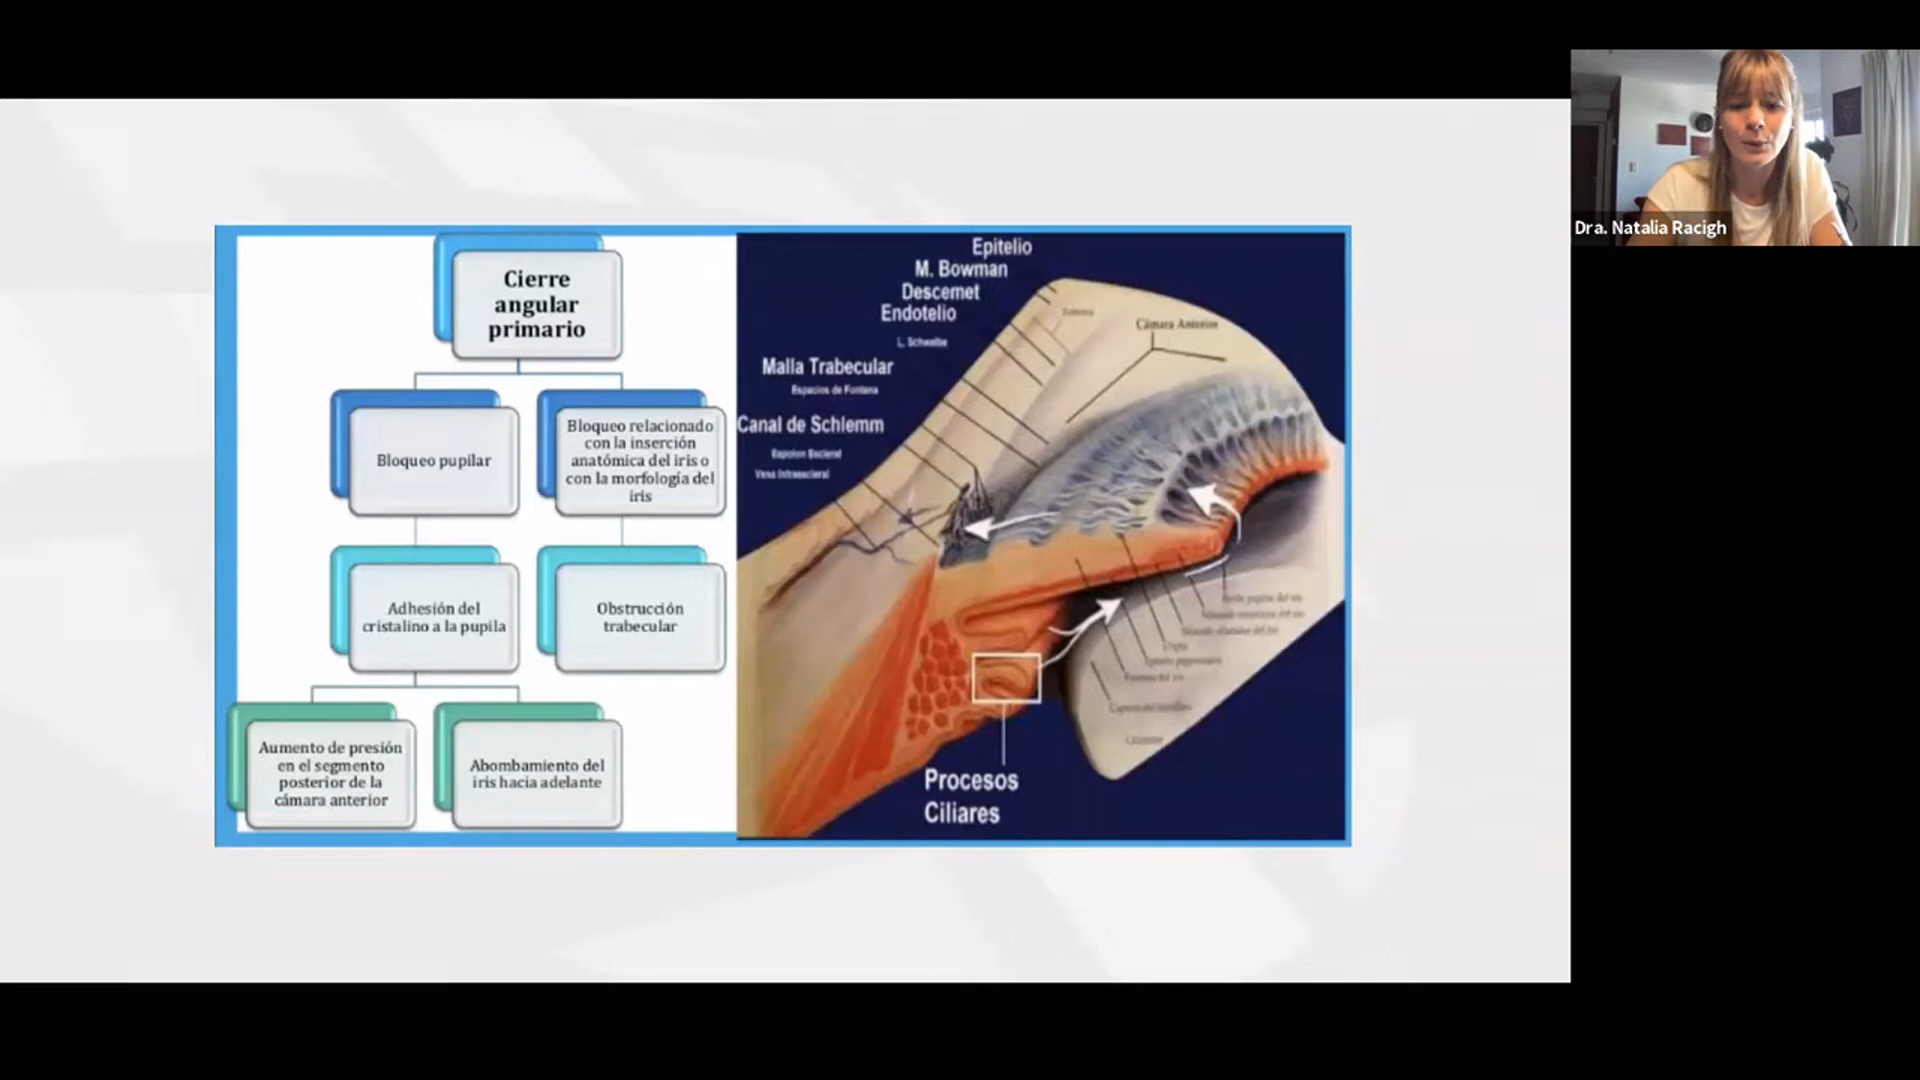 Cierre
angular
primario
Bloqueo pupilar
Bloqueo relacionado
con la inserción
anatómica del iris o
con la morfología del
iris
Adhesión del
cristalino a la pupila
Obstrucción
trabecular
Aumento de presión
en el segmento
posterior de la
cámara anterior
Abombamiento del
iris hacia adelante
Epitelio
M. Bowman
Descemet
Endotelio
L. Schwalbe
Malla Trabecular
Espacios de Fontana
Canal de Schlemm
Espolon Escleral
Vena Intraescleral
Cámara Anterior
Procesos
Ciliares
Dra. Natalia Racigh